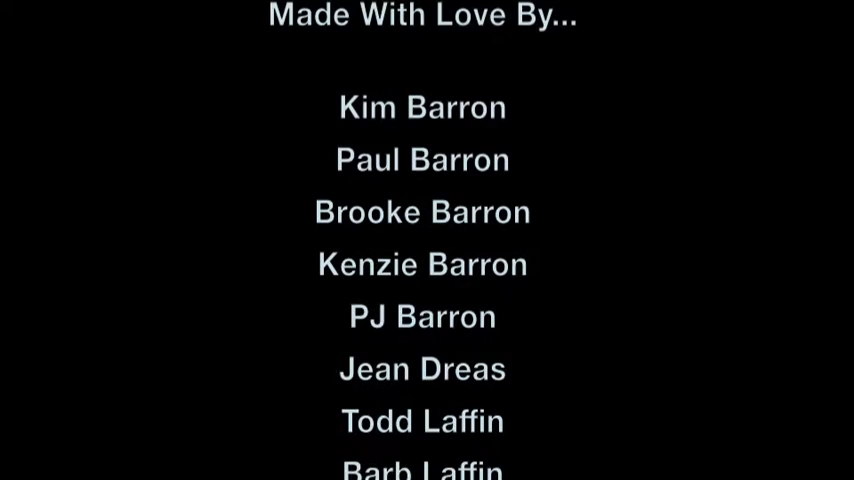 Made With Love By...
Kim Barron
Paul Barron
Brooke Barron
Kenzie Barron
PJ Barron
Jean Dreas
Todd Laffin
Barb Laffin